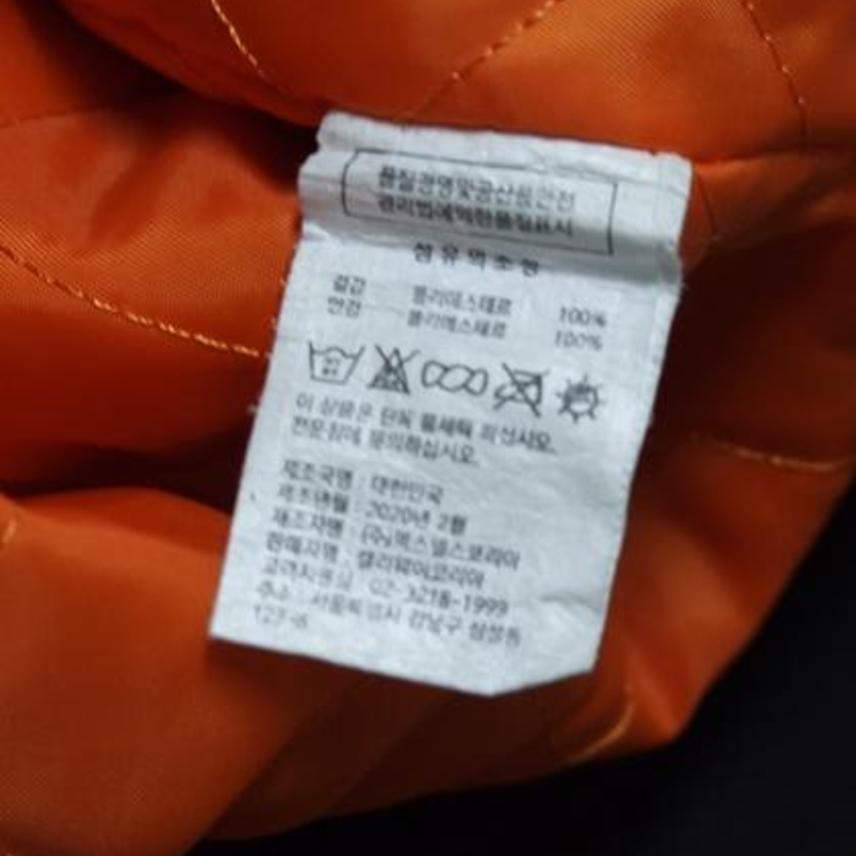 품질경영및공산품안전
관리법에의한품질표시
섬유의조성
겉감 폴리에스테르 100%
안감 폴리에스테르 100%
이 상품은 단독 물세탁 하십시오.
전문점에 문의하십시오.
제조국명 : 대한민국
제조년월 : 2020년 2월
제조자명 : (주)엑스넬스코리아
판매자명 : 캘러웨이코리아
고객지원실 02-3218-1999
주소 : 서울특별시 강남구 삼성동